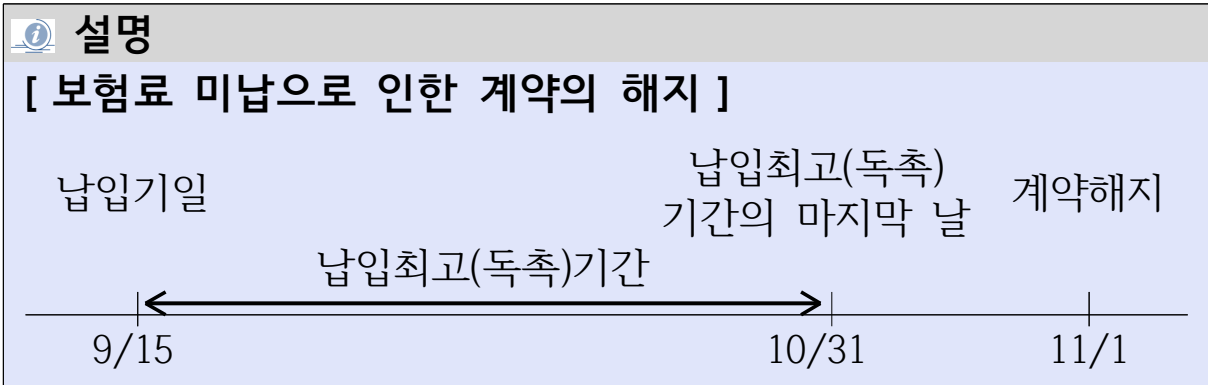 설명
[ 보험료 미납으로 인한 계약의 해지 ]
납입기일
납입최고(독촉)
기간의 마지막 날
계약해지
납입최고(독촉)기간
9/15
10/31
11/1